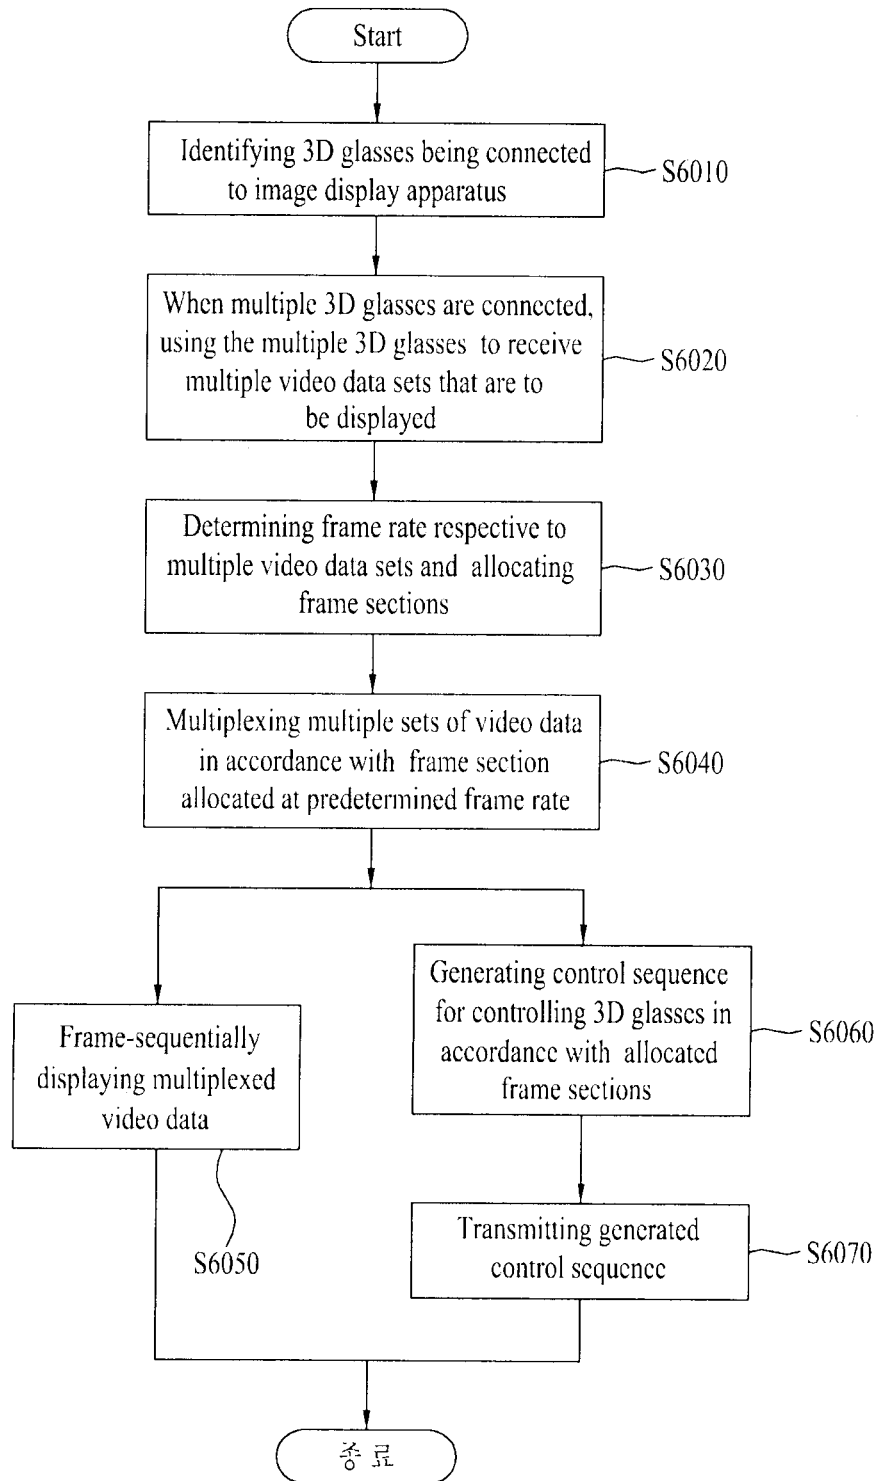 Start
Identifying 3D glasses being connected
to image display apparatus
S6010
When multiple 3D glasses are connected,
using the multiple 3D glasses to receive
multiple video data sets that are to
be displayed
S6020
Determining frame rate respective to
multiple video data sets and allocating
frame sections
S6030
Multiplexing multiple sets of video data
in accordance with frame section
allocated at predetermined frame rate
S6040
Frame-sequentially
displaying multiplexed
video data
S6050
Generating control sequence
for controlling 3D glasses in
accordance with allocated
frame sections
S6060
Transmitting generated
control sequence
S6070
종료